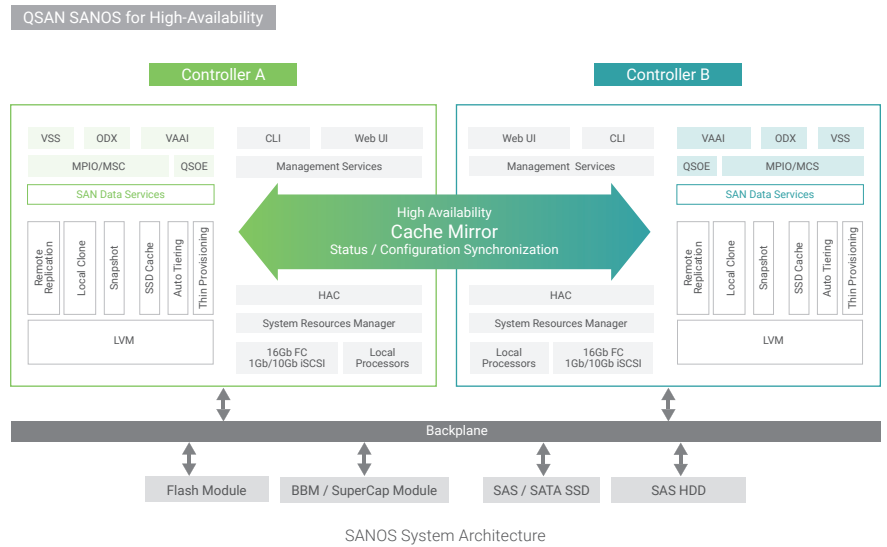 QSAN SANOS for High-Availability
Controller A
Controller B
VSS
ODX
VAAI
MPIO/MSC
QSOE
SAN Data Services
Remote
Replication
Local Clone
Snapshot
SSD Cache
Auto Tiering
Thin Provisioning
LVM
CLI
Web UI
Management Services
High Availability
Cache Mirror
Status / Configuration Synchronization
HAC
System Resources Manager
16Gb FC
1Gb/10Gb iSCSI
Local
Processors
Web UI
CLI
Management Services
HAC
System Resources Manager
Local
Processors
16Gb FC
1Gb/10Gb iSCSI
VAAI
ODX
VSS
QSOE
MPIO/MCS
SAN Data Services
Remote
Replication
Local Clone
Snapshot
SSD Cache
Auto Tiering
Thin Provisioning
LVM
Backplane
Flash Module
BBM / SuperCap Module
SAS / SATA SSD
SAS HDD
SANOS System Architecture